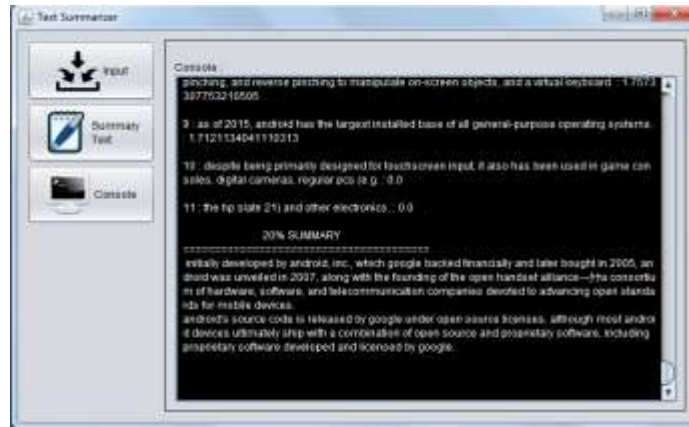 Text Summarizer
Input
Summary
Text
Console
Console
pinching, and reverse pinching to manipulate on-screen objects, and a virtual keyboard. :
9 : as of 2015, android has the largest installed base of all general-purpose operating systems.
: 1.7121134041110313
10 : despite being primarily designed for touchscreen input, it also has been used in game con
soles, digital cameras, regular pcs (e.g. : 0.0
11 : the hp slate 21) and other electronics. : 0.0
20% SUMMARY
initially developed by android, inc., which google backed financially and later bought in 2005, an
droid was unveiled in 2007, along with the founding of the open handset alliance—the consortiu
m of hardware, software, and telecommunication companies devoted to advancing open standa
rds for mobile devices.
android's source code is released by google under open source licenses, although most androi
d devices ultimately ship with a combination of open source and proprietary software, including
proprietary software developed and licensed by google.